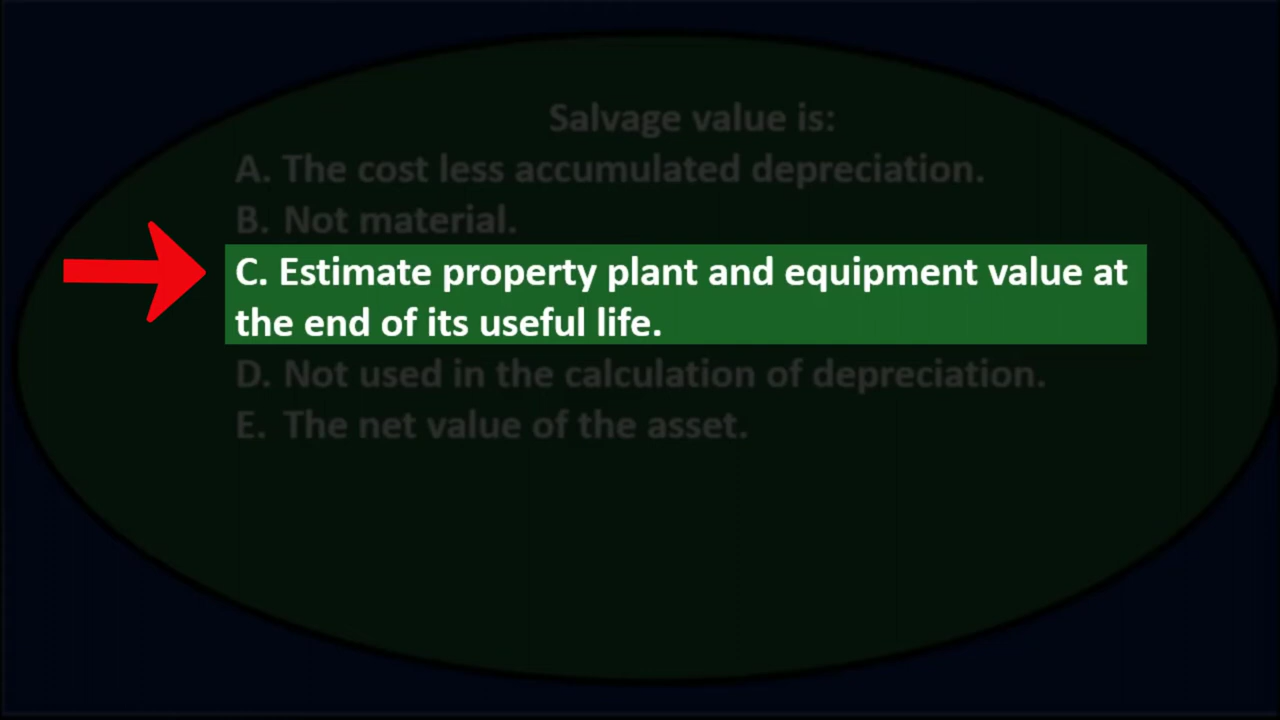 Salvage value is:
A. The cost less accumulated depreciation.
B. Not material.
C. Estimate property plant and equipment value at
the end of its useful life.
D. Not used in the calculation of depreciation.
E. The net value of the asset.